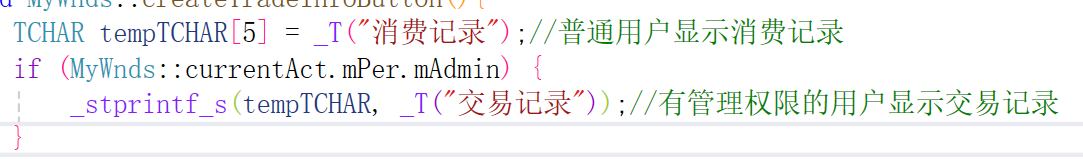 d MyWnds::createTradeInfoButton(){
TCHAR tempTCHAR[5] = _T("消费记录");//普通用户显示消费记录
if (MyWnds::currentAct.mPer.mAdmin) {
_stprintf_s(tempTCHAR, _T("交易记录"));//有管理权限的用户显示交易记录
}